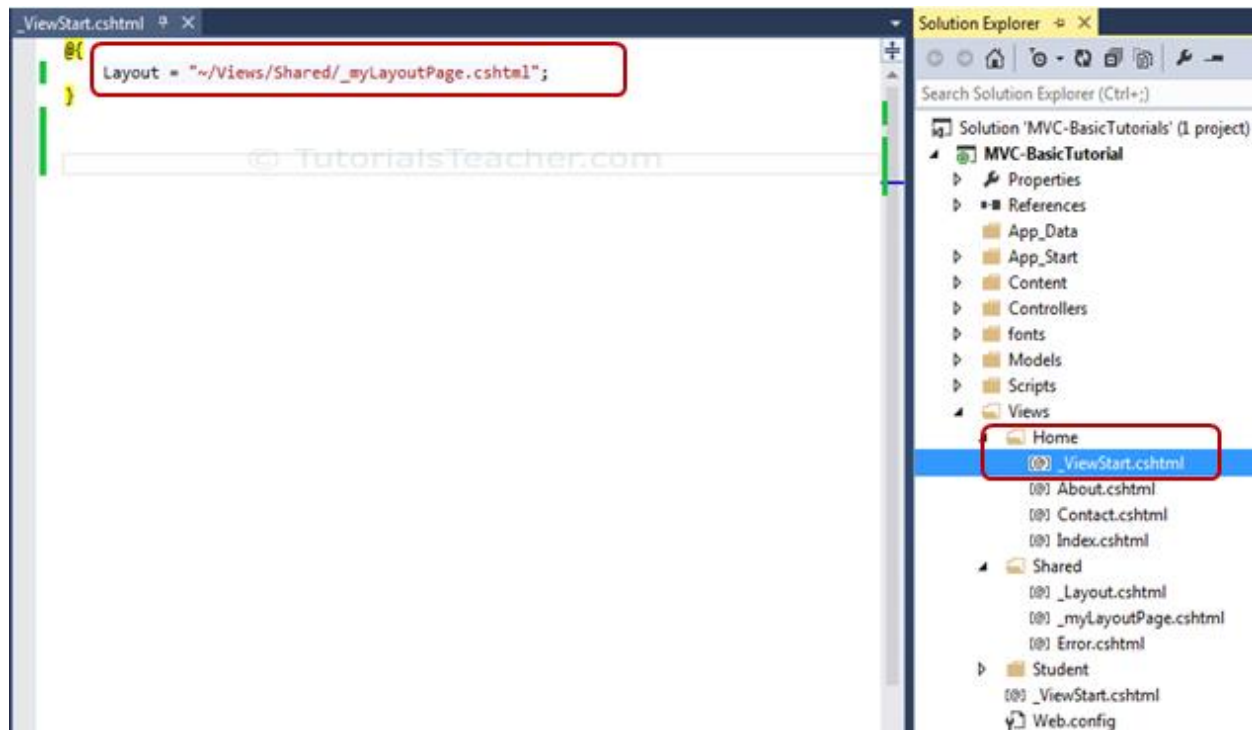 _ViewStart.cshtml
@{
Layout = "~/Views/Shared/_myLayoutPage.cshtml";
}
© TutorialsTeacher.com
Solution Explorer
Search Solution Explorer (Ctrl+;)
Solution 'MVC-BasicTutorials' (1 project)
MVC-BasicTutorial
Properties
References
App_Data
App_Start
Content
Controllers
fonts
Models
Scripts
Views
Home
[@] _ViewStart.cshtml
[@] About.cshtml
[@] Contact.cshtml
[@] Index.cshtml
Shared
[@] _Layout.cshtml
[@] _myLayoutPage.cshtml
[@] Error.cshtml
Student
[@] _ViewStart.cshtml
Web.config